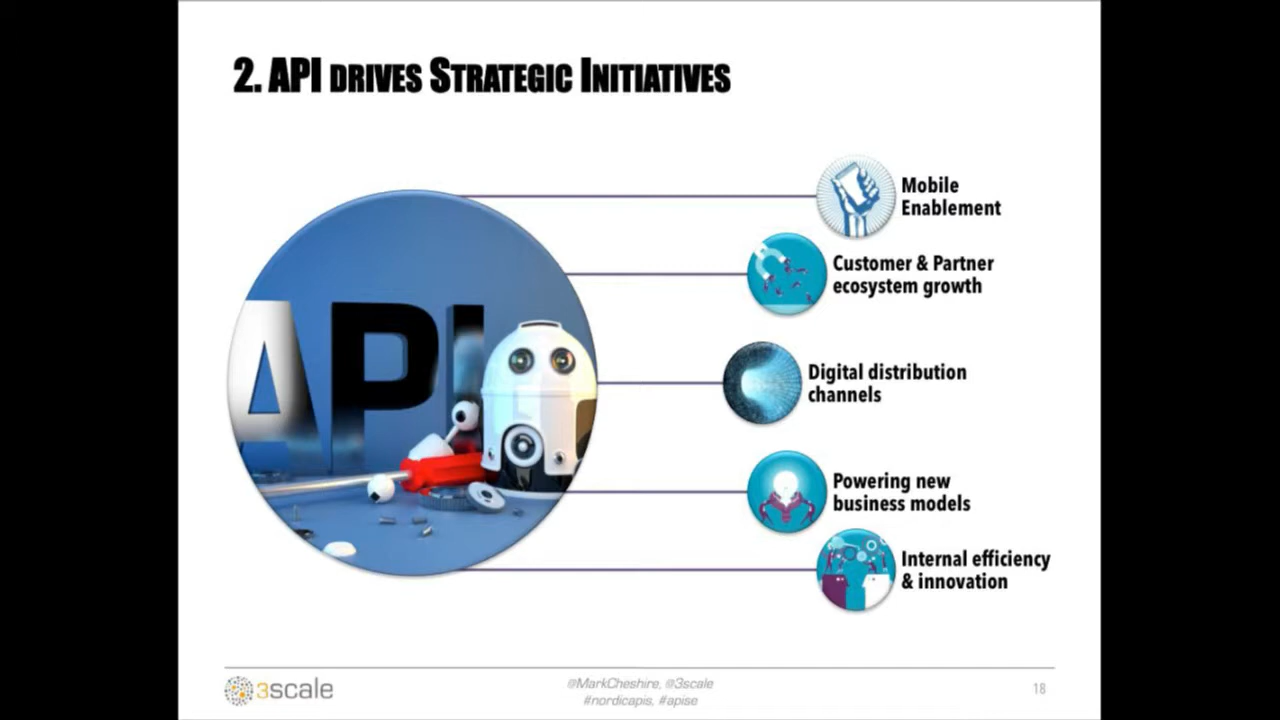 2. API DRIVES STRATEGIC INITIATIVES
API
Mobile
Enablement
Customer & Partner
ecosystem growth
Digital distribution
channels
Powering new
business models
Internal efficiency
& innovation
3scale
@MarkCheshire, @3scale
#nordicapis, #apise
18